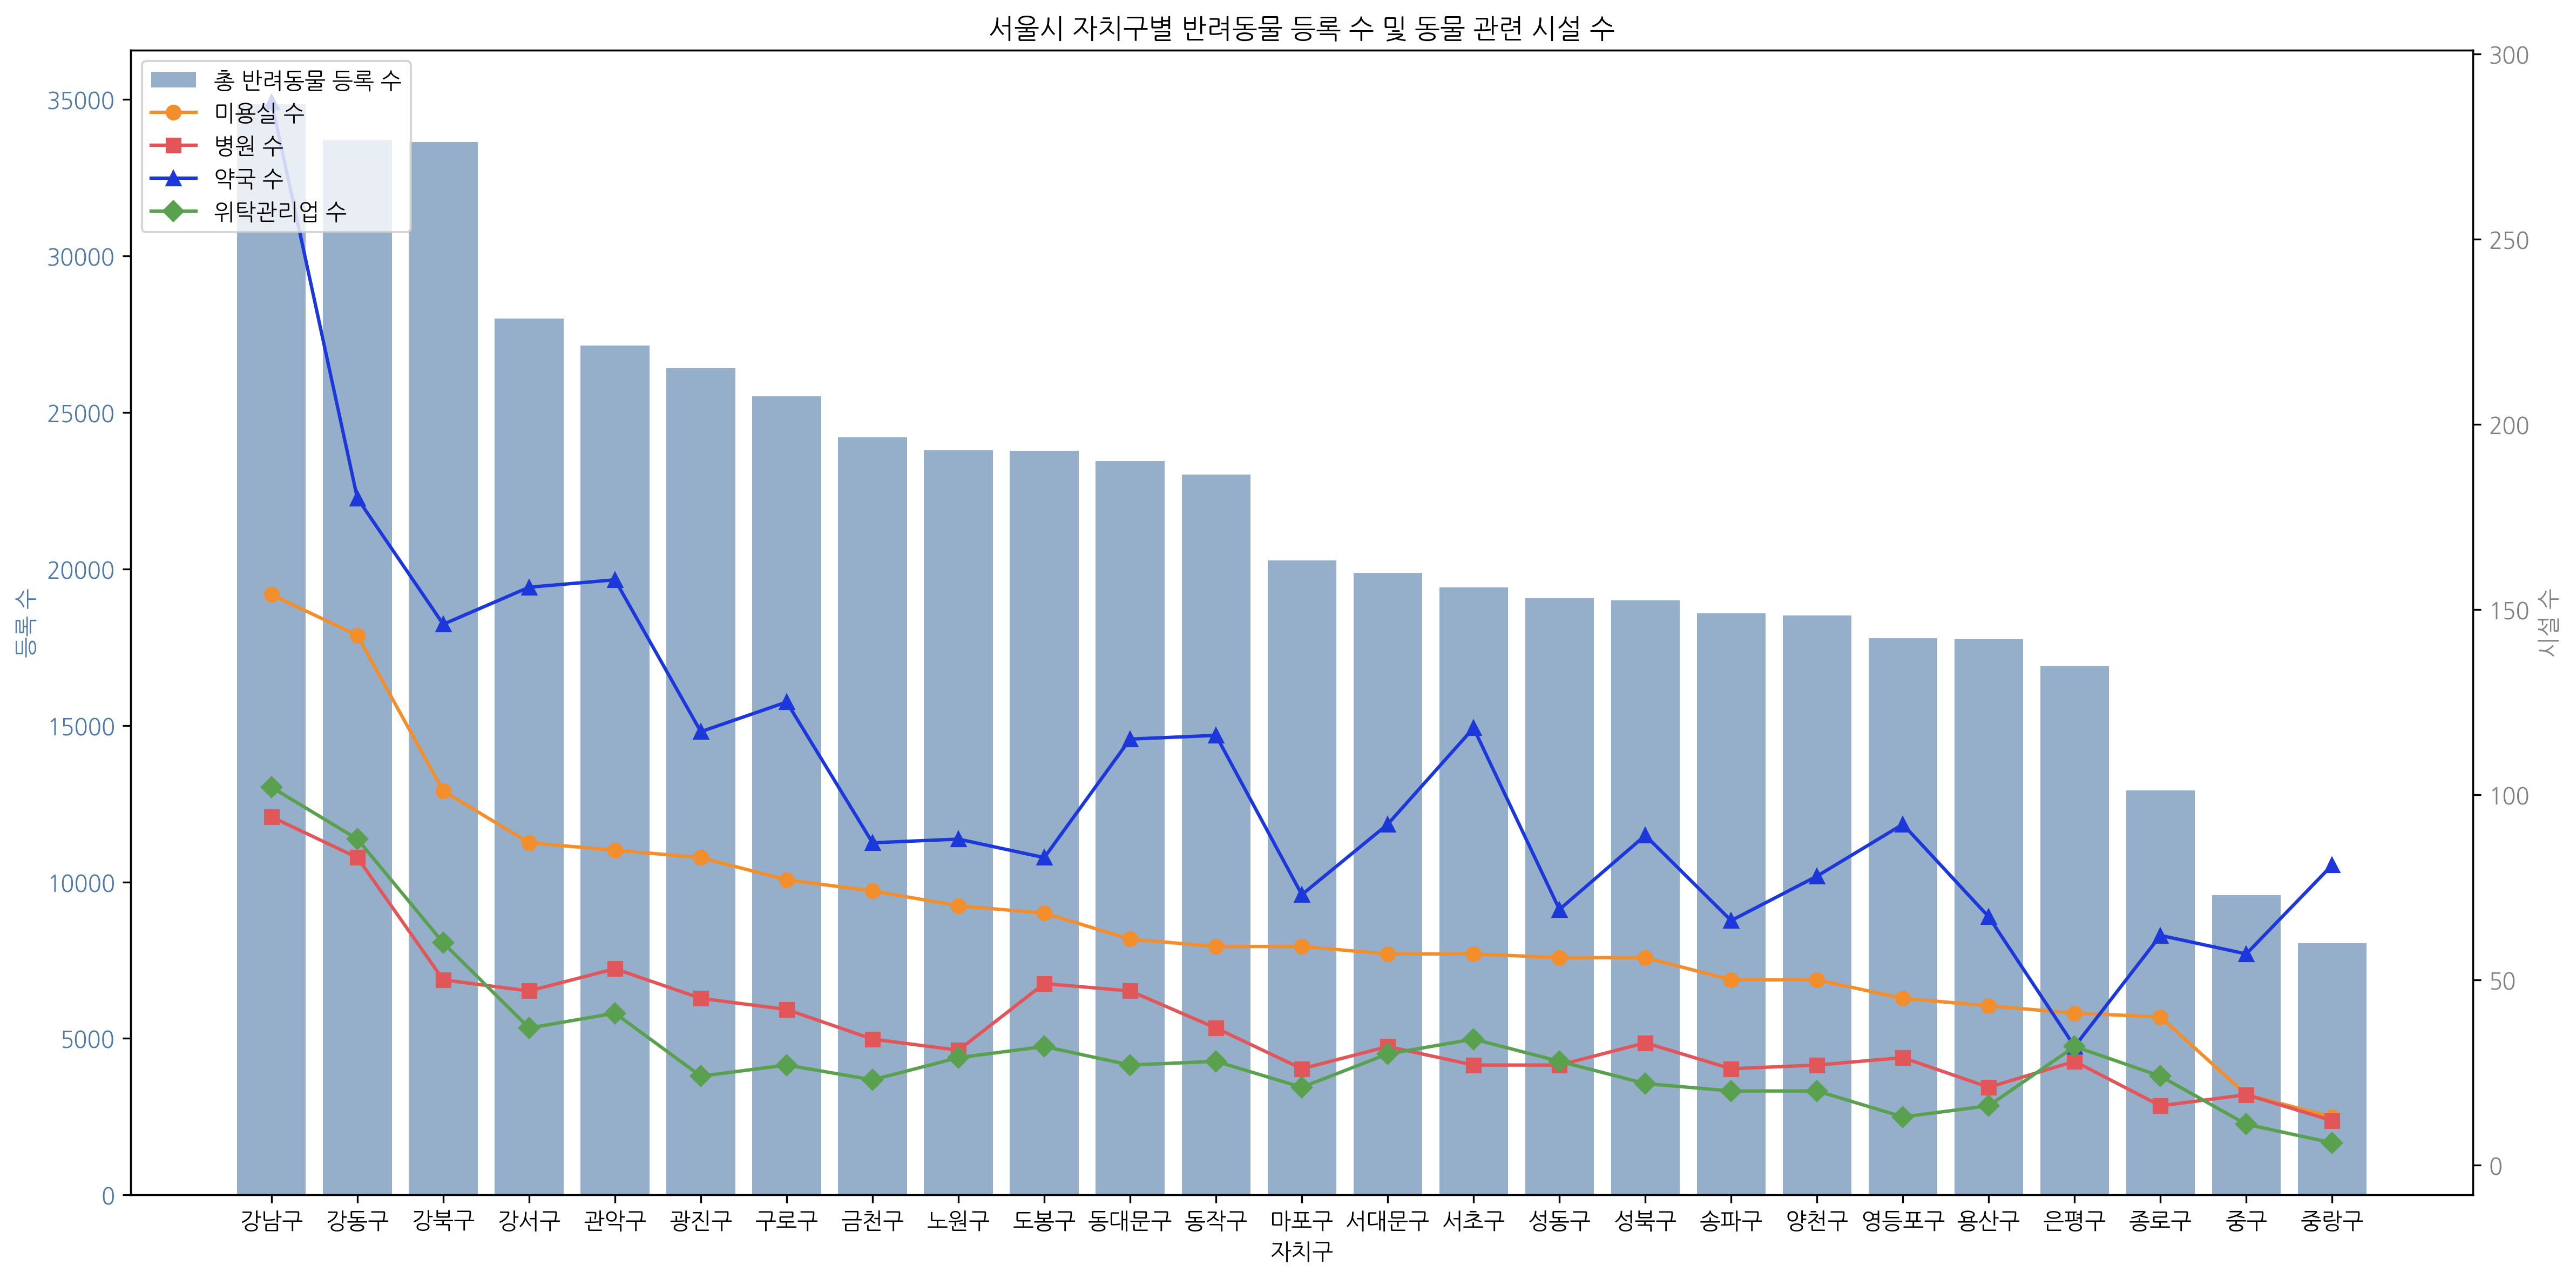 서울시 자치구별 반려동물 등록 수 및 동물 관련 시설 수
총 반려동물 등록 수
미용실 수
병원 수
약국 수
위탁관리업 수
35000
30000
25000
20000
15000
10000
5000
0
등록 수
300
250
200
150
100
50
0
시설 수
강남구 강동구 강북구 강서구 관악구 광진구 구로구 금천구 노원구 도봉구 동대문구 동작구 마포구 서대문구 서초구 성동구 성북구 송파구 양천구 영등포구 용산구 은평구 종로구 중구 중랑구
자치구